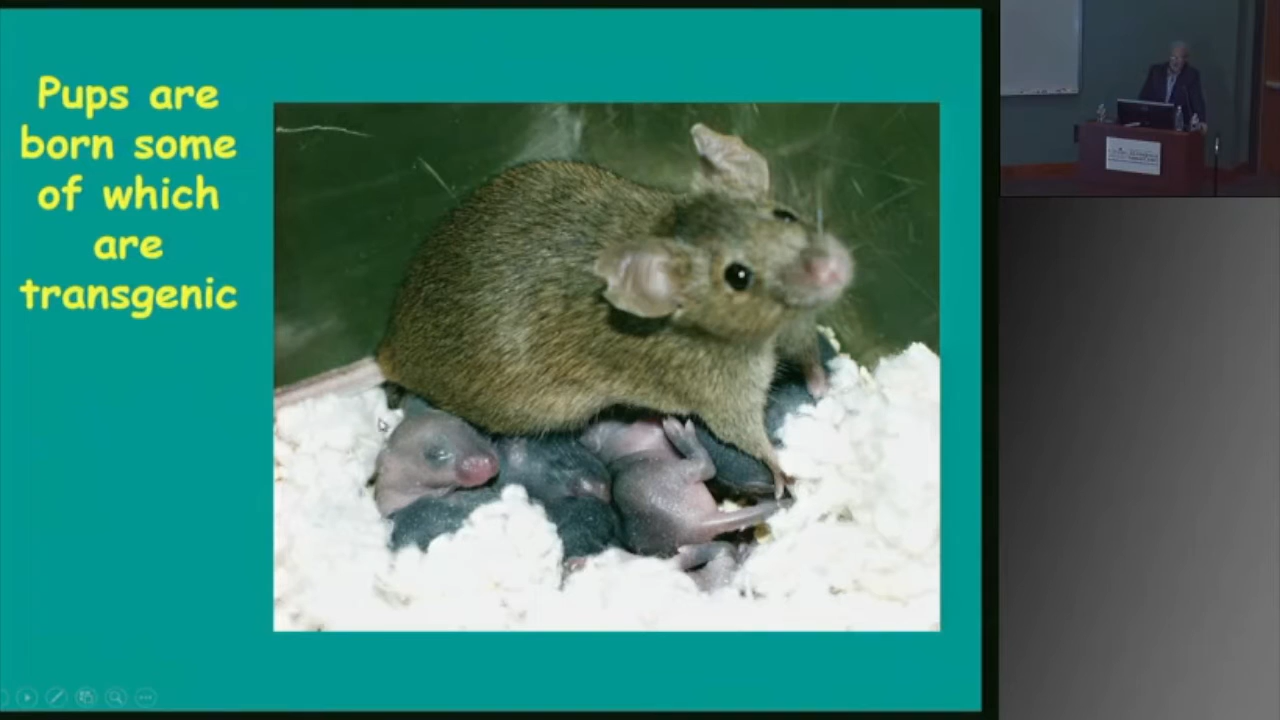 Pups are
born some
of which
are
transgenic